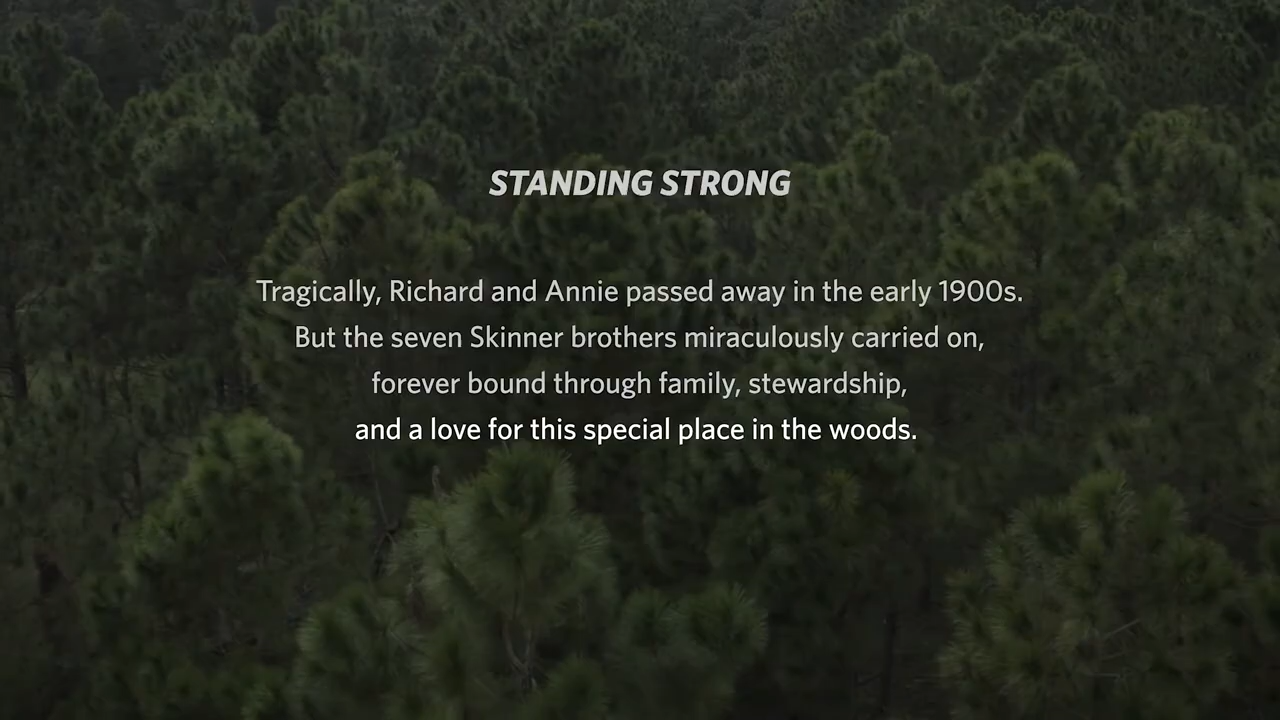 STANDING STRONG
Tragically, Richard and Annie passed away in the early 1900s.
But the seven Skinner brothers miraculously carried on,
forever bound through family, stewardship,
and a love for this special place in the woods.